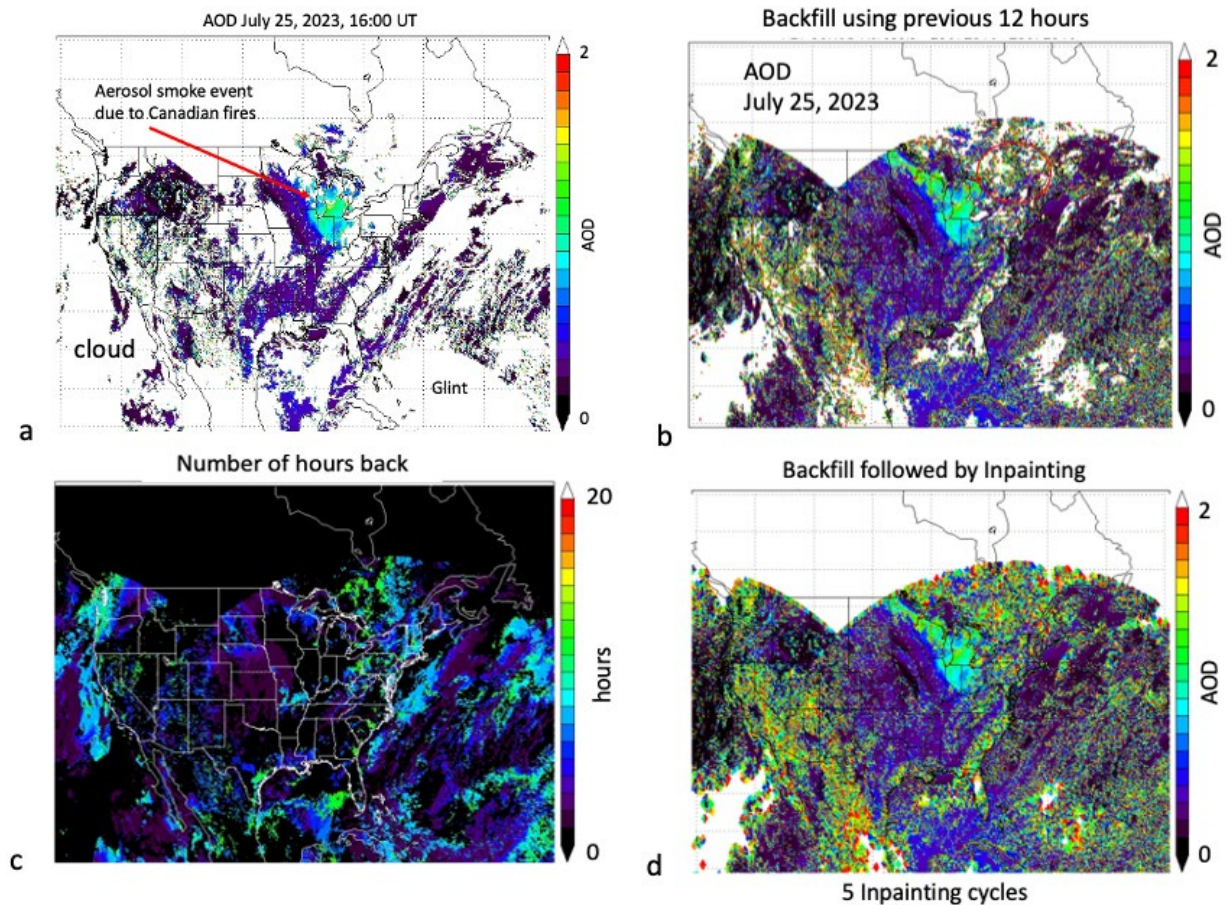 AOD July 25, 2023, 16:00 UT
Aerosol smoke event
due to Canadian fires
cloud
Glint
2
AOD
0
a
Backfill using previous 12 hours
AOD
July 25, 2023
2
AOD
0
b
Number of hours back
20
hours
0
c
Backfill followed by Inpainting
2
AOD
0
d
5 Inpainting cycles